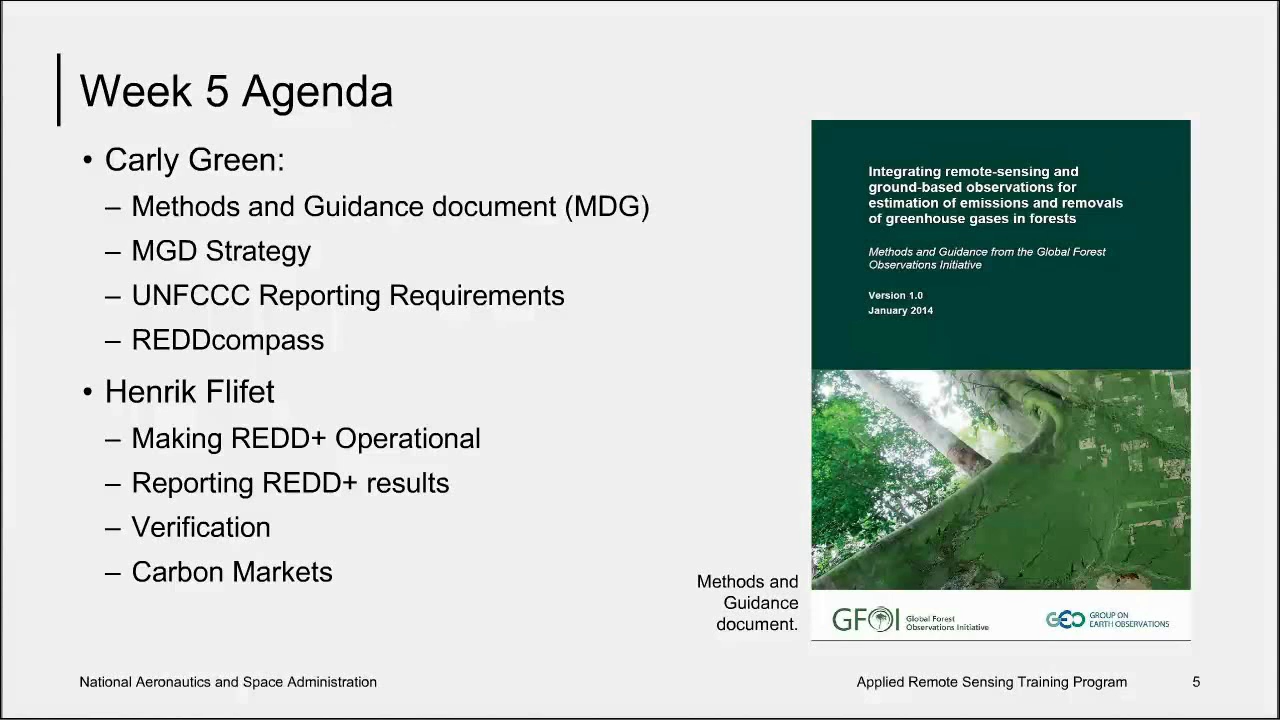 Week 5 Agenda
• Carly Green:
– Methods and Guidance document (MDG)
– MGD Strategy
– UNFCCC Reporting Requirements
– REDDcompass
• Henrik Flifet
– Making REDD+ Operational
– Reporting REDD+ results
– Verification
– Carbon Markets
Integrating remote-sensing and
ground-based observations for
estimation of emissions and removals
of greenhouse gases in forests
Methods and Guidance from the Global Forest
Observations Initiative
Version 1.0
January 2014
GFOI
Global Forest
Observations Initiative
GEO
GROUP ON
EARTH OBSERVATIONS
Methods and
Guidance
document.
National Aeronautics and Space Administration
Applied Remote Sensing Training Program
5